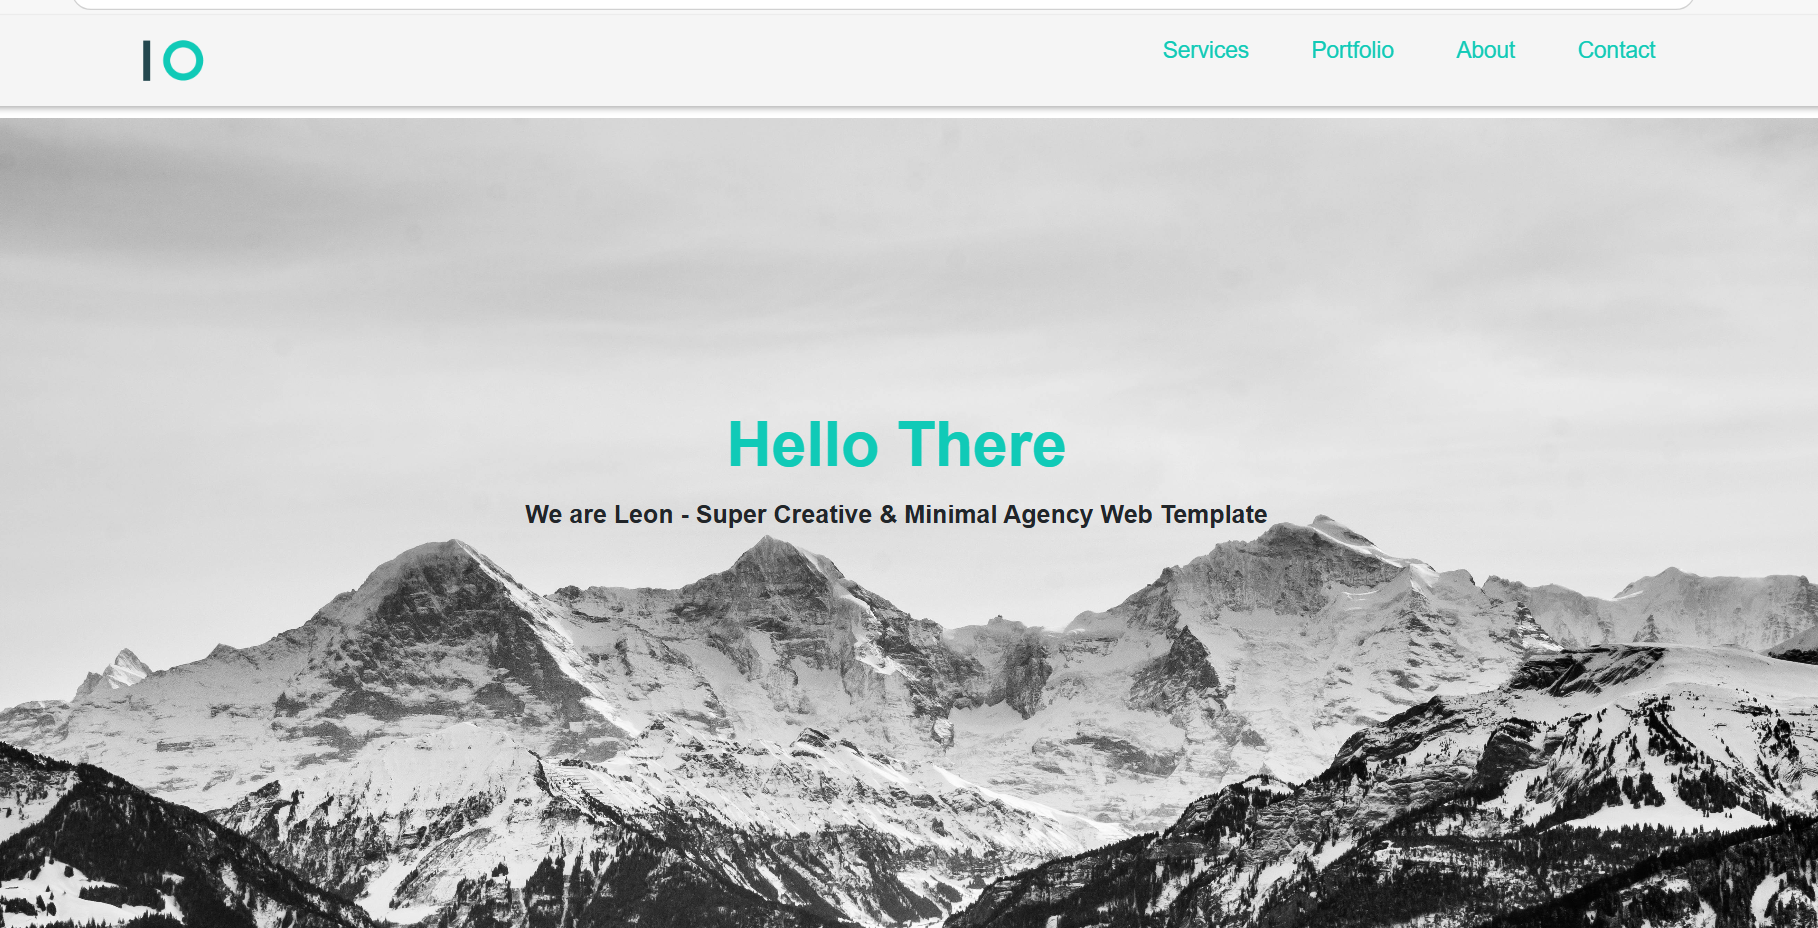 IO
Services Portfolio About Contact
Hello There
We are Leon - Super Creative & Minimal Agency Web Template